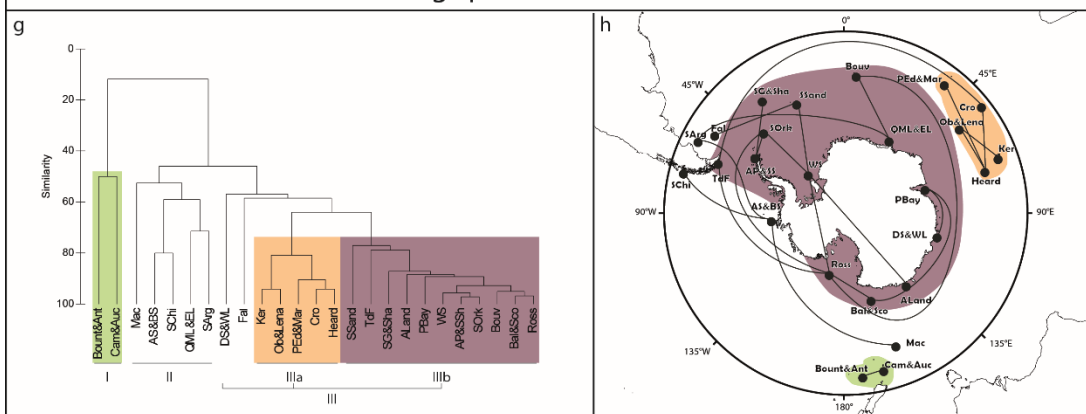 g
0
20
40
60
80
100
Similarity
Bount&Ant
Cam&Auc
Mac
AS&BS
SChi
QML&EL
SArg
DS&WL
Fal
Ker
Ob&Lena
PEd&Mar
Cro
Heard
SSand
TdF
SG&Sha
ALand
PBay
WS
AP&SSh
SOrk
Bouv
Bal&Sco
Ross
I
II
IIIa
IIIb
III
h
0°
45°W
45°E
90°W
90°E
135°W
135°E
180°
Bouv
PEd&Mar
SG&Sha
SSand
Cro
Ob&Lena
Fal
SArg
SOrk
QML&EL
Ker
AP&SS
WS
Heard
SChi
TdF
PBay
AS&BS
DS&WL
Ross
ALand
Bal&Sco
Mac
Cam&Auc
Bount&Ant